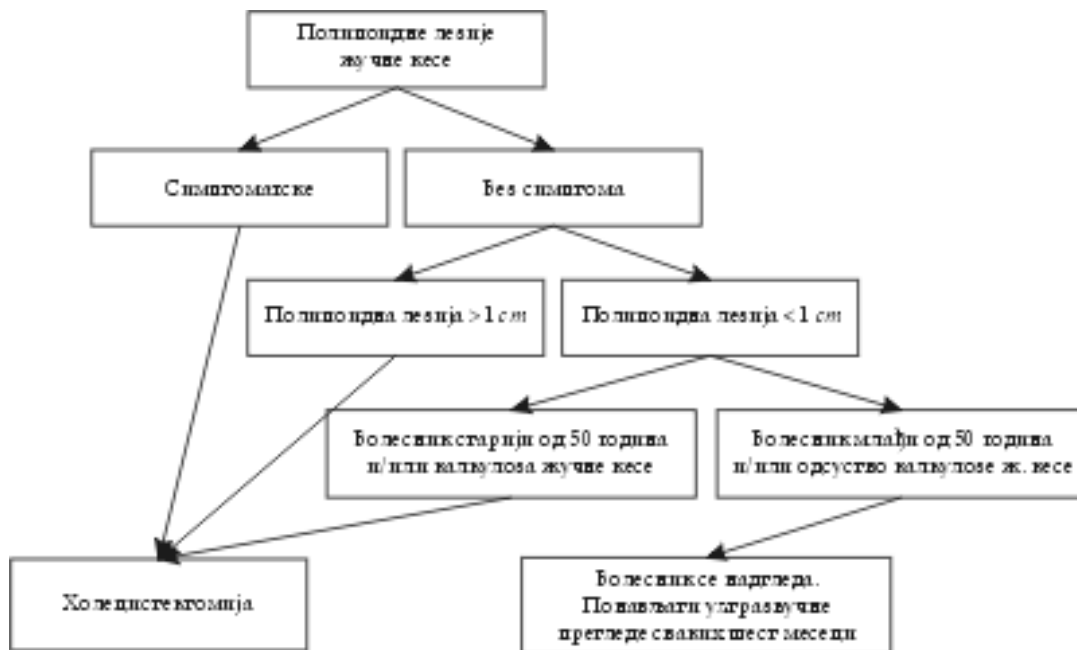 Полипоидне лезије
жучне кесе
Симптоматске
Без симптома
Полипоидна лезија >1 cm
Полипоидна лезија <1 cm
Болесник старији од 50 година
и/или калкулоза жучне кесе
Болесник млађи од 50 година
и/или одсуство калкулозе ж. кесе
Холецистектомија
Болесник се надгледа.
Понављати ултразвучне
прегледе сваких шест месеци